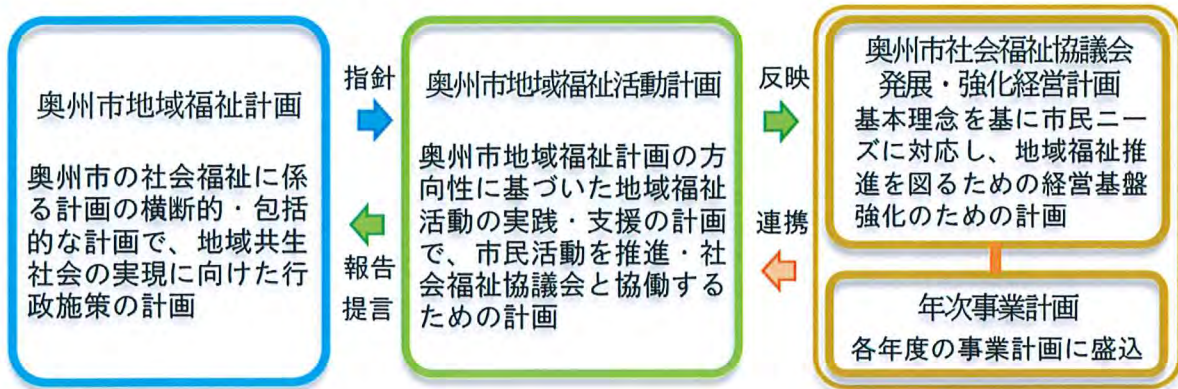 奥州市地域福祉計画
奥州市の社会福祉に係
る計画の横断的・包括
的な計画で、地域共生
社会の実現に向けた行
政施策の計画
指針
報告
提言
奥州市地域福祉活動計画
奥州市地域福祉計画の方
向性に基づいた地域福祉
活動の実践・支援の計画
で、市民活動を推進・社
会福祉協議会と協働する
ための計画
反映
連携
奥州市社会福祉協議会
発展・強化経営計画
基本理念を基に市民ニー
ズに対応し、地域福祉推
進を図るための経営基盤
強化のための計画
年次事業計画
各年度の事業計画に盛込